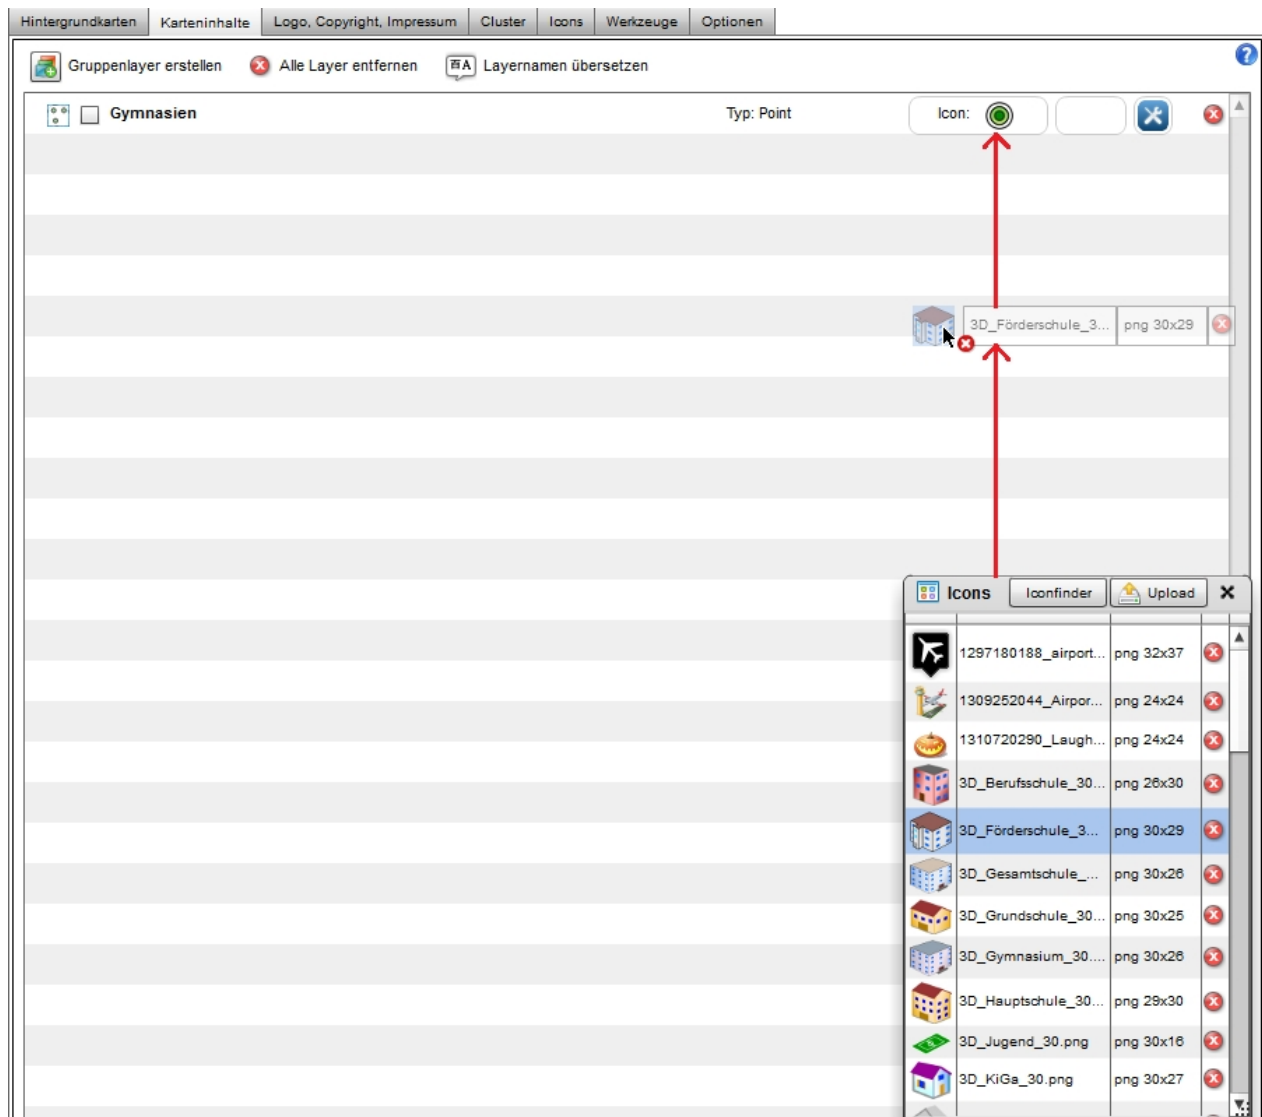 Hintergrundkarten Karteninhalte Logo, Copyright, Impressum Cluster Icons Werkzeuge Optionen
Gruppenlayer erstellen Alle Layer entfernen 百A Layernamen übersetzen ?
Gymnasien Typ: Point Icon:
3D_Förderschule_3... png 30x29
Icons Iconfinder Upload
1297180188_airport... png 32x37
1309252044_Airpor... png 24x24
1310720290_Laugh... png 24x24
3D_Berufsschule_30... png 26x30
3D_Förderschule_3... png 30x29
3D_Gesamtschule_... png 30x26
3D_Grundschule_30... png 30x25
3D_Gymnasium_30.... png 30x26
3D_Hauptschule_30... png 29x30
3D_Jugend_30.png png 30x16
3D_KiGa_30.png png 30x27